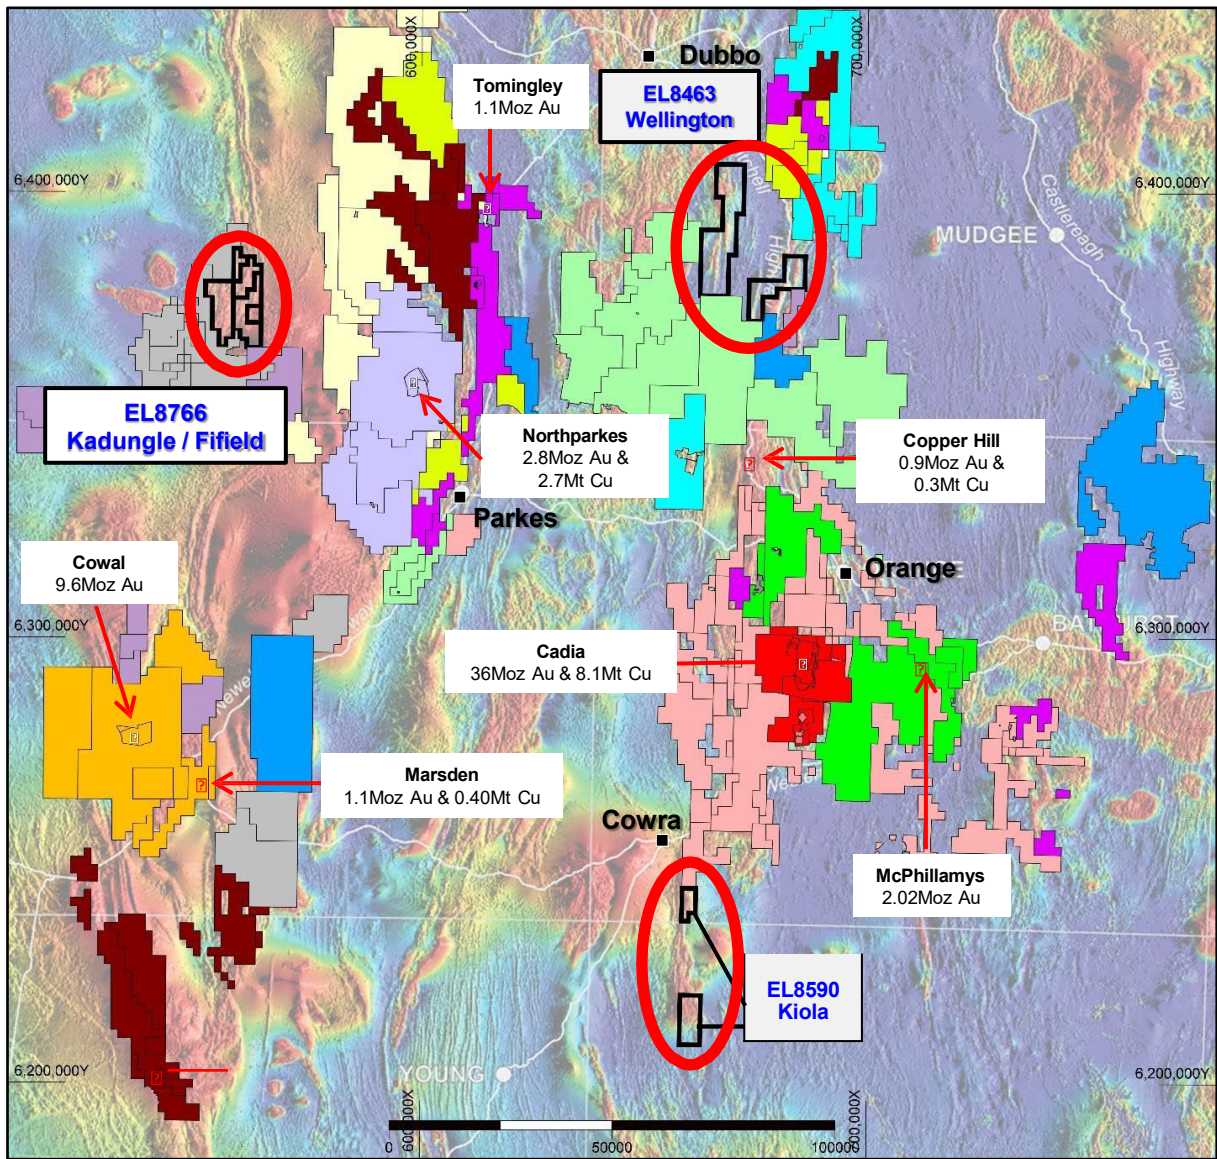 600,000X
700,000X
Dubbo
Tomingley
1.1Moz Au
EL8463
Wellington
6,400,000Y
6,400,000Y
Castlereagh
MUDGEE
Highway
EL8766
Kadungle / Fifield
Northparkes
2.8Moz Au &
2.7Mt Cu
Copper Hill
0.9Moz Au &
0.3Mt Cu
Parkes
Cowal
9.6Moz Au
Orange
6,300,000Y
6,300,000Y
Cadia
36Moz Au & 8.1Mt Cu
Marsden
1.1Moz Au & 0.40Mt Cu
Cowra
McPhillamys
2.02Moz Au
EL8590
Kiola
YOUNG
6,200,000Y
6,200,000Y
0
50000
100000